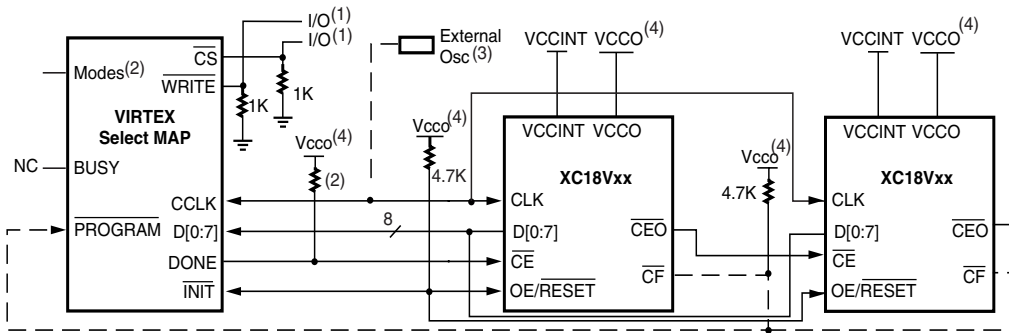 I/O(1)
I/O(1)
External
Osc (3)
VCCINT VCCO(4)
VCCINT VCCO(4)
CS
Modes(2)
WRITE
1K
1K
VIRTEX
Select MAP
Vcco(4)
Vcco(4)
VCCINT VCCO
VCCINT VCCO
NC
BUSY
(2)
4.7K
XC18Vxx
Vcco(4)
4.7K
XC18Vxx
CCLK
CLK
CLK
PROGRAM
D[0:7]
8
D[0:7]
CEO
D[0:7]
CEO
DONE
CE
CF
CE
CF
INIT
OE/RESET
OE/RESET